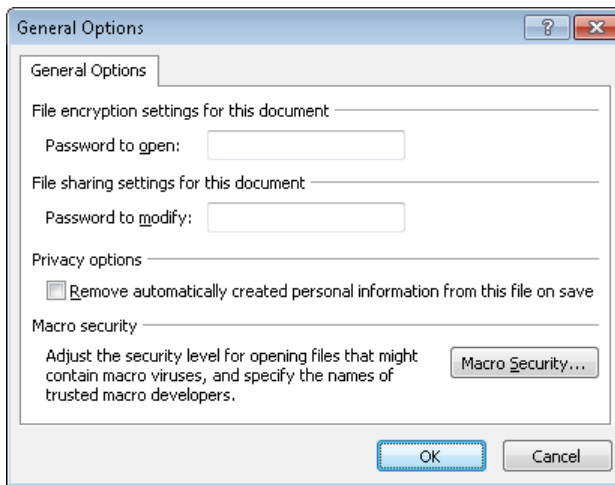 General Options
General Options
File encryption settings for this document
Password to open:
File sharing settings for this document
Password to modify:
Privacy options
Remove automatically created personal information from this file on save
Macro security
Adjust the security level for opening files that might
contain macro viruses, and specify the names of
trusted macro developers.
Macro Security...
OK
Cancel